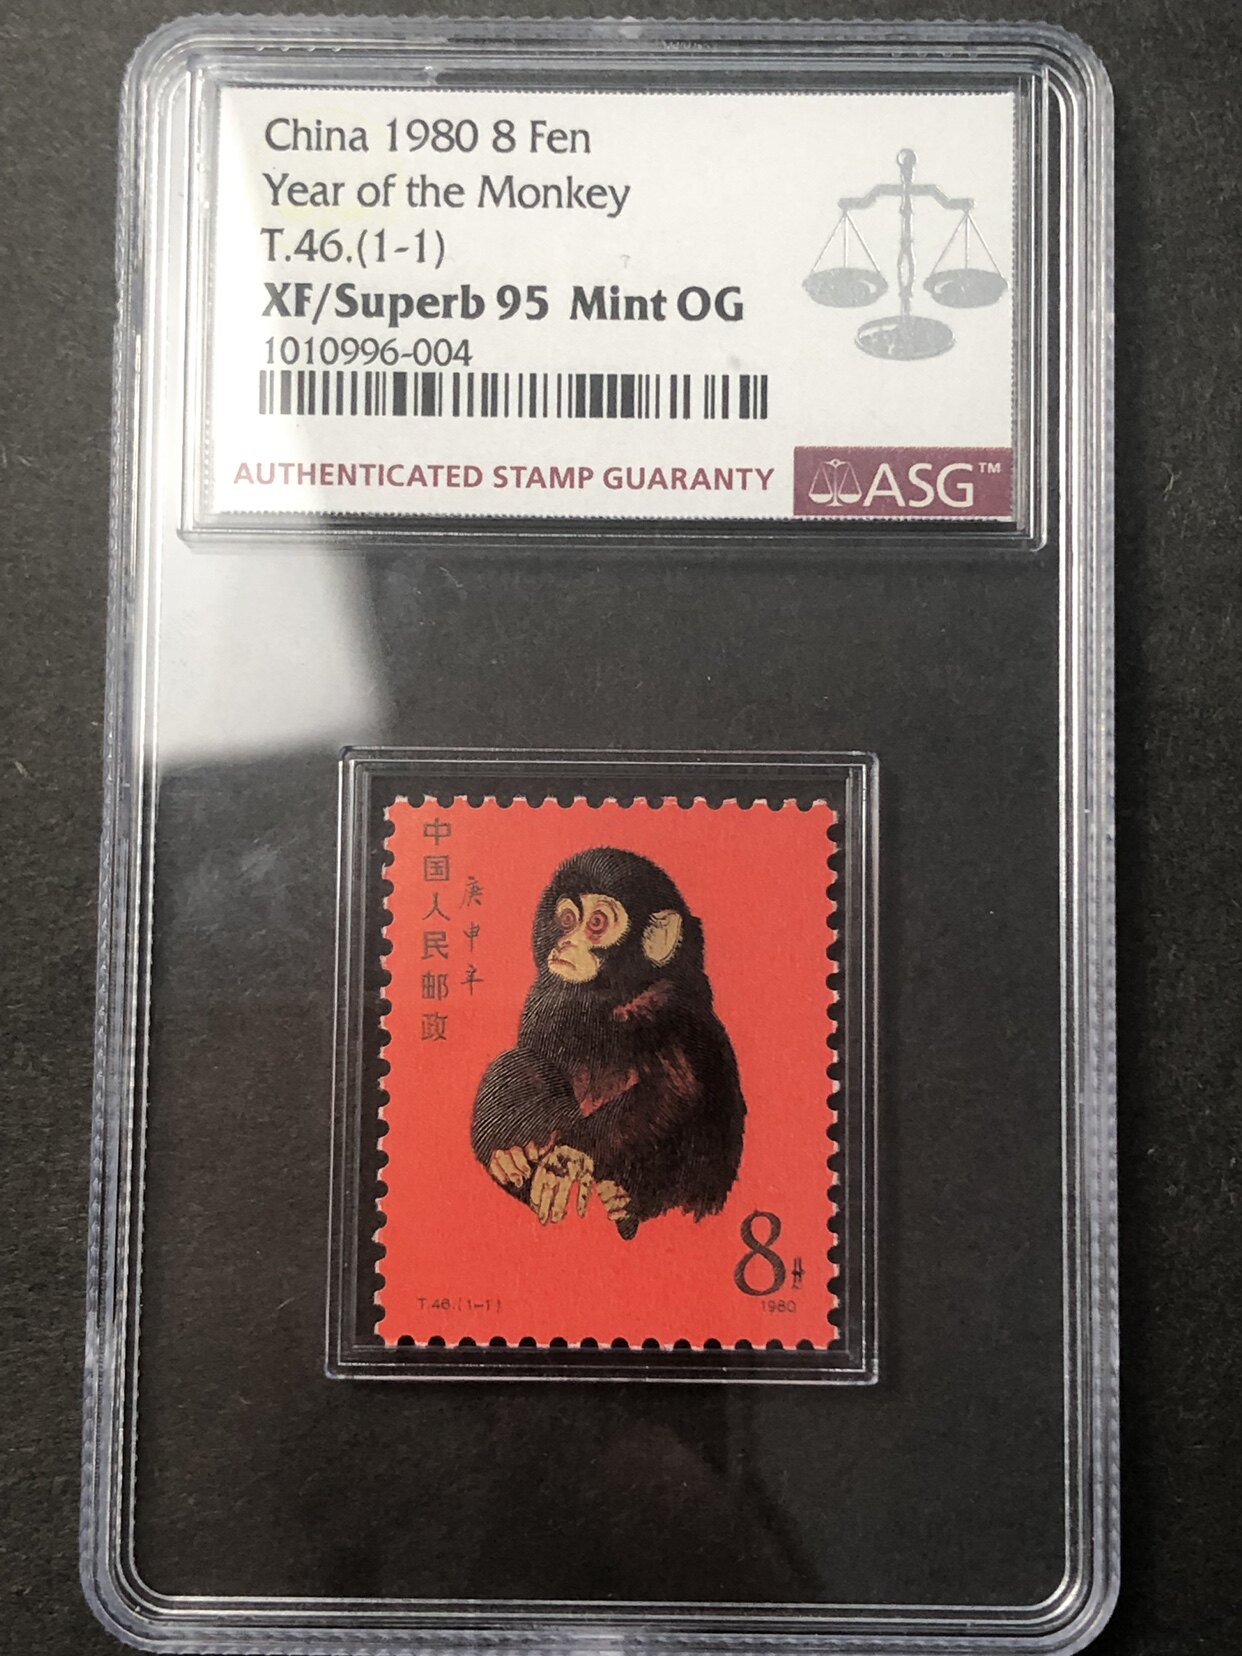 China 1980 8 Fen
Year of the Monkey
T.46.(1-1)
XF/Superb 95 Mint OG
1010996-004
AUTHENTICATED STAMP GUARANTY
ASG™
中国人民邮政
庚申年
8分
T.46.(1-1)
1980